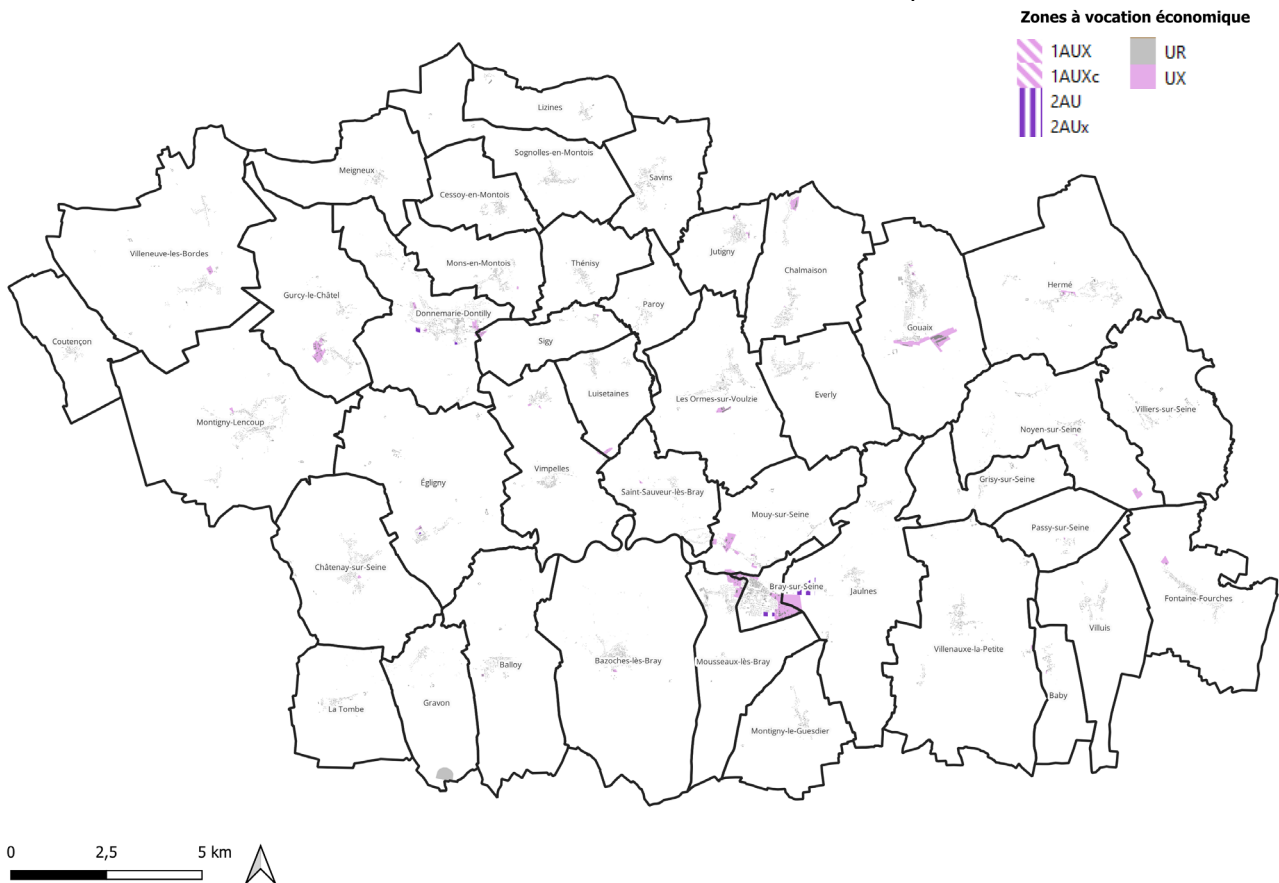 Zones à vocation économique
1AUX
UR
1AUXc
UX
2AU
2AUx
Lizines
Sognolles-en-Montois
Meigneux
Savins
Cessoy-en-Montois
Villeneuve-les-Bordes
Jutigny
Mons-en-Montois
Thénisy
Chalmaison
Hermé
Gurcy-le-Châtel
Paroy
Donnemarie-Dontilly
Gouaix
Coutençon
Sigy
Luisetaines
Everly
Les Ormes-sur-Voulzie
Villiers-sur-Seine
Montigny-Lencoup
Noyen-sur-Seine
Vimpelles
Égligny
Grisy-sur-Seine
Saint-Sauveur-lès-Bray
Mouy-sur-Seine
Passy-sur-Seine
Châtenay-sur-Seine
Bray-sur-Seine
Jaulnes
Fontaine-Fourches
Villuis
Villenauxe-la-Petite
Bazoches-lès-Bray
Mousseaux-lès-Bray
Balloy
Baby
Gravon
La Tombe
Montigny-le-Guesdier
0 2,5 5 km